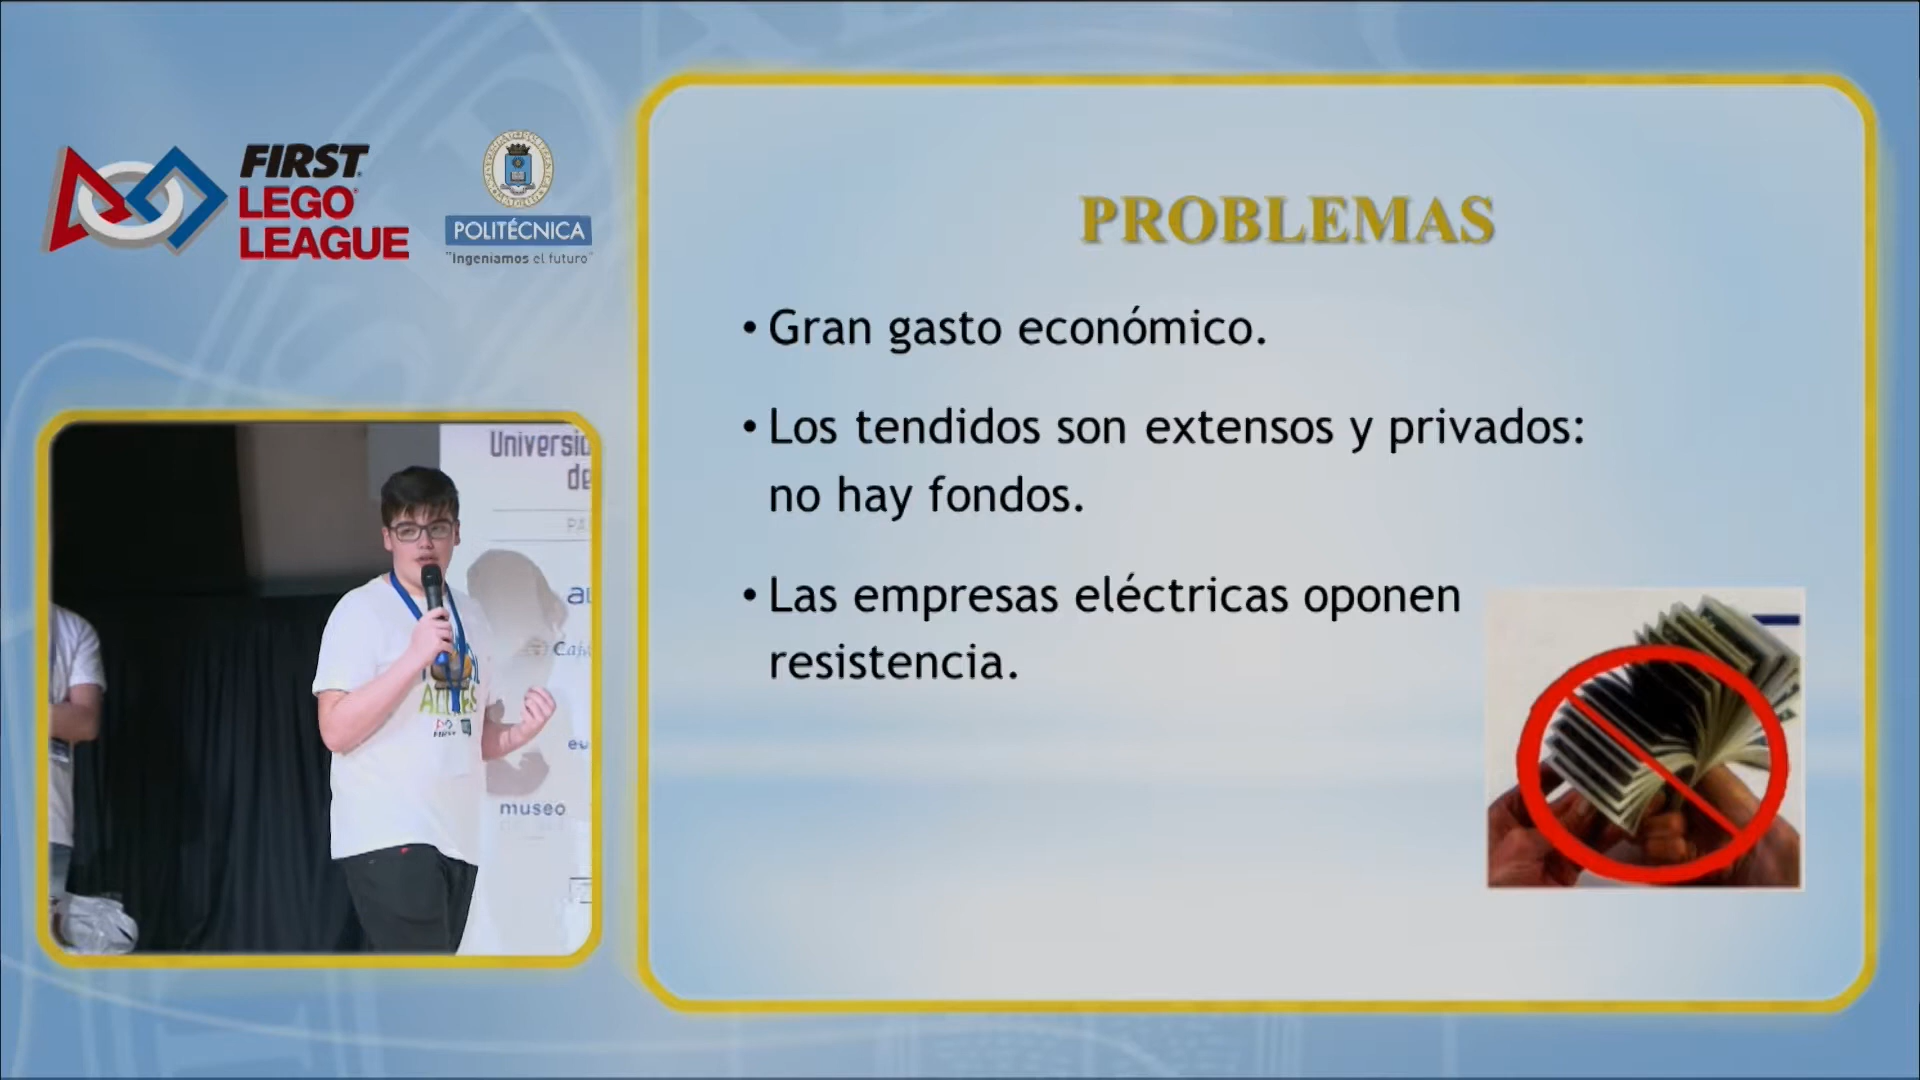 FIRST
LEGO
LEAGUE
POLITÉCNICA
"Ingeniamos el futuro"
PROBLEMAS
• Gran gasto económico.
• Los tendidos son extensos y privados:
no hay fondos.
• Las empresas eléctricas oponen
resistencia.
de
museo